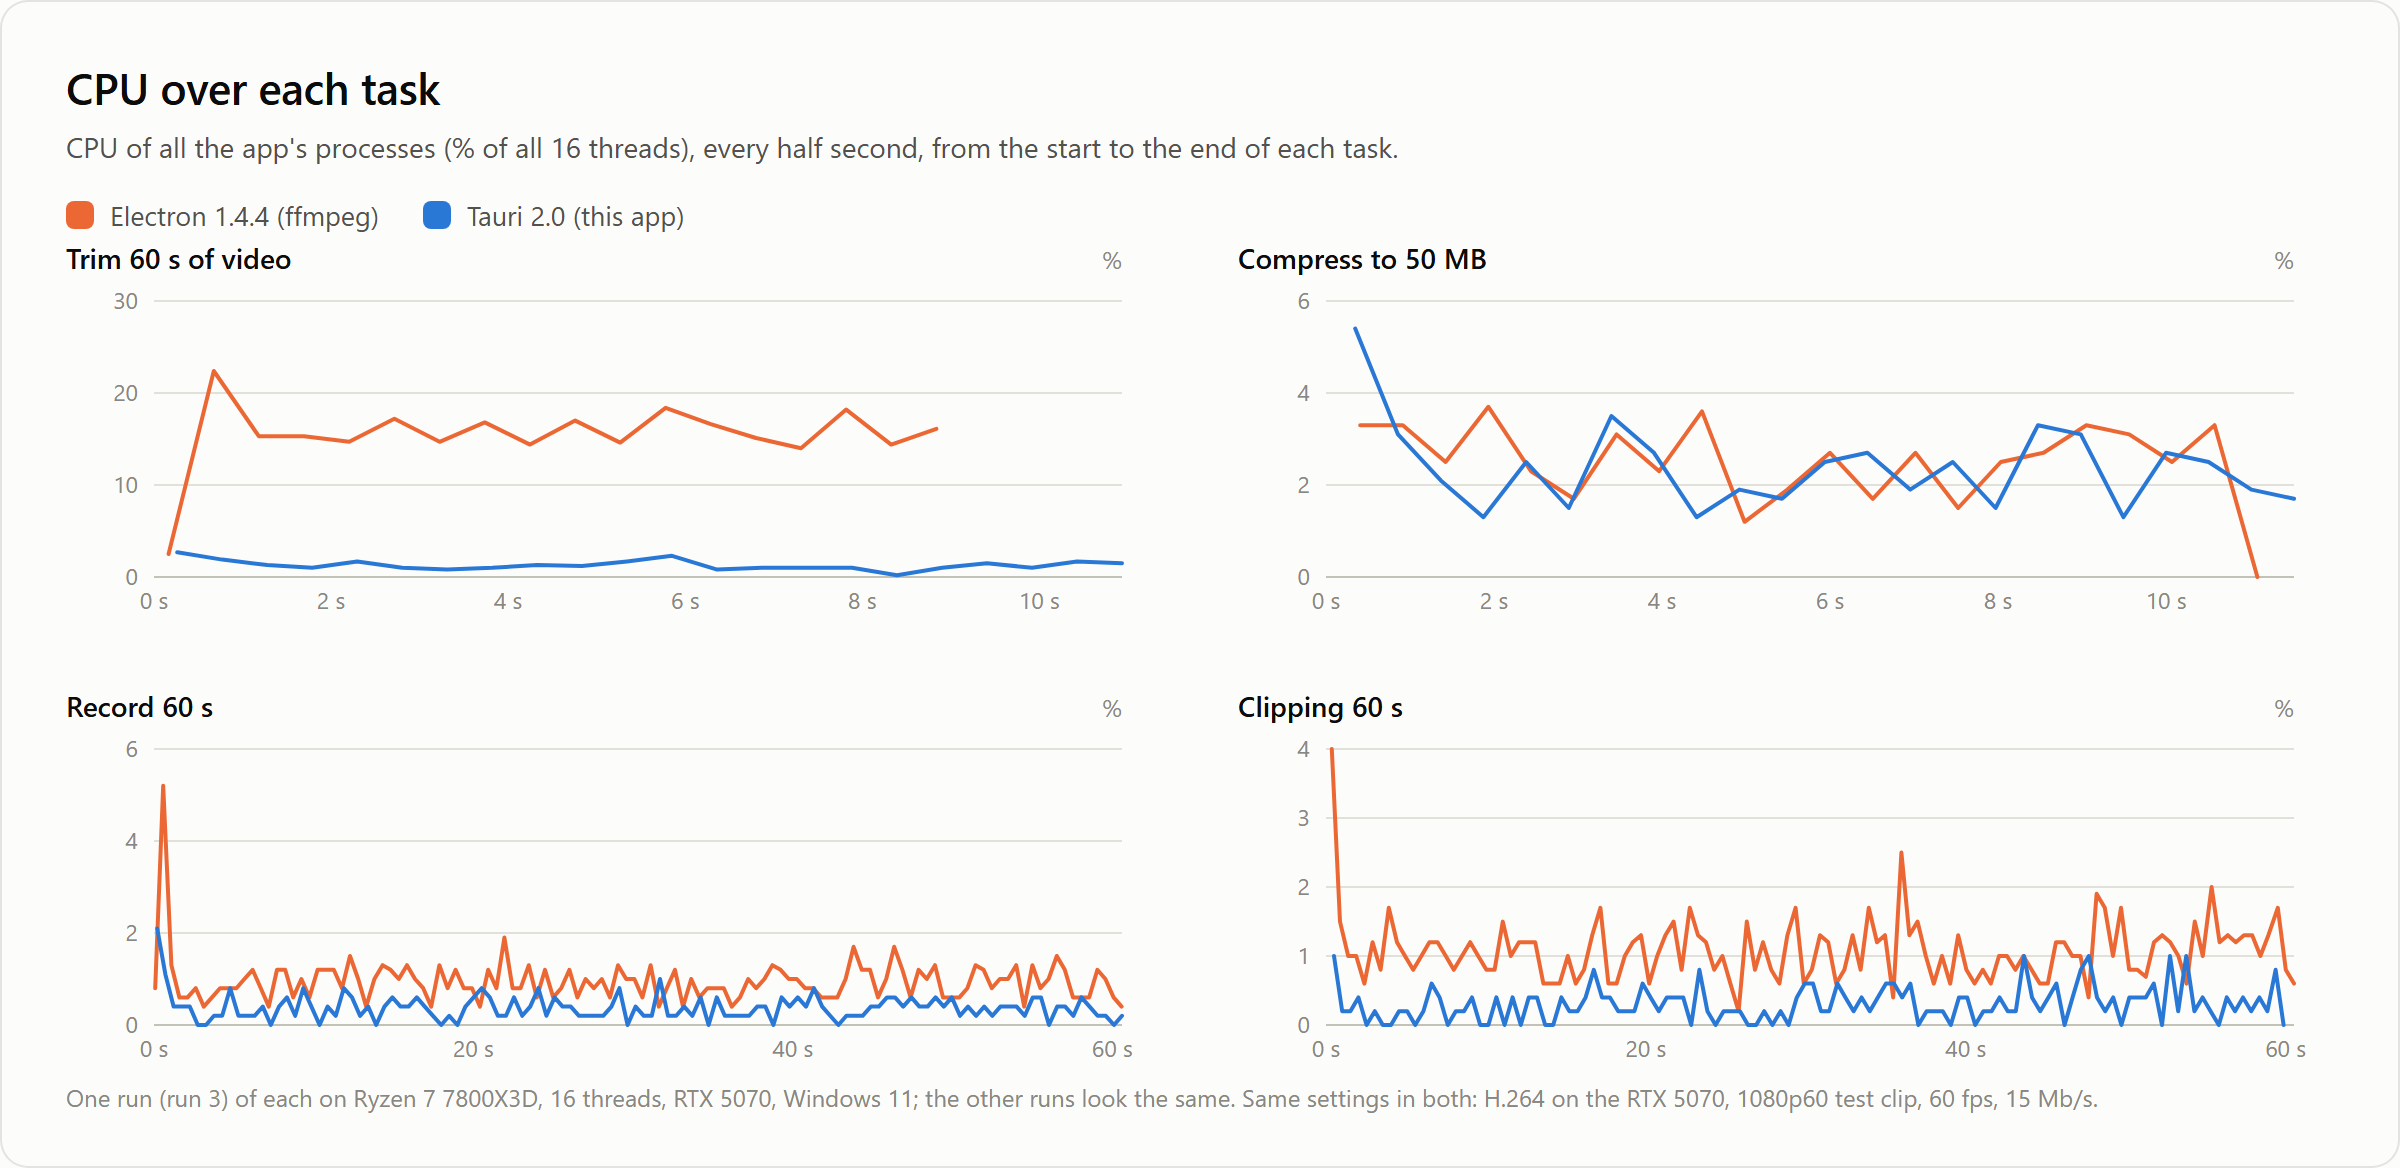 CPU over each task
CPU of all the app's processes (% of all 16 threads), every half second, from the start to the end of each task.
Electron 1.4.4 (ffmpeg) Tauri 2.0 (this app)
Trim 60 s of video %
30
20
10
0
0 s 2 s 4 s 6 s 8 s 10 s
Compress to 50 MB %
6
4
2
0
0 s 2 s 4 s 6 s 8 s 10 s
Record 60 s %
6
4
2
0
0 s 20 s 40 s 60 s
Clipping 60 s %
4
3
2
1
0
0 s 20 s 40 s 60 s
One run (run 3) of each on Ryzen 7 7800X3D, 16 threads, RTX 5070, Windows 11; the other runs look the same. Same settings in both: H.264 on the RTX 5070, 1080p60 test clip, 60 fps, 15 Mb/s.